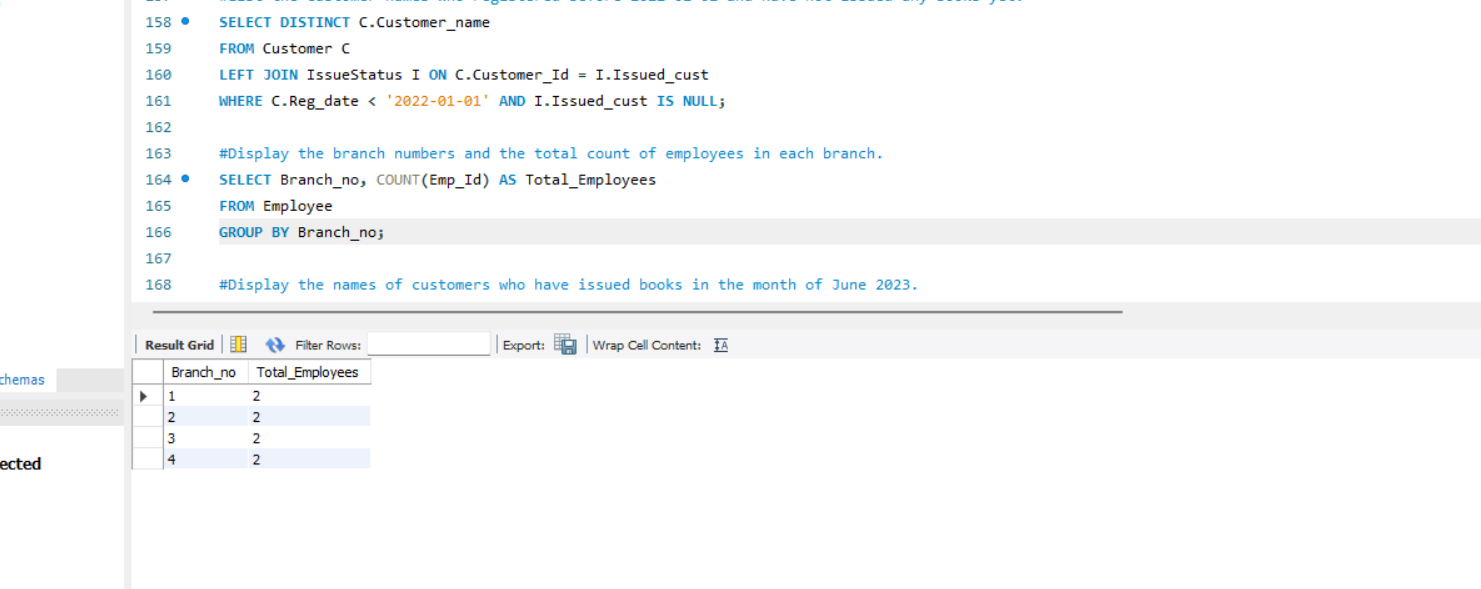 158 SELECT DISTINCT C.Customer_name
159 FROM Customer C
160 LEFT JOIN IssueStatus I ON C.Customer_Id = I.Issued_cust
161 WHERE C.Reg_date < '2022-01-01' AND I.Issued_cust IS NULL;
162
163 #Display the branch numbers and the total count of employees in each branch.
164 SELECT Branch_no, COUNT(Emp_Id) AS Total_Employees
165 FROM Employee
166 GROUP BY Branch_no;
167
168 #Display the names of customers who have issued books in the month of June 2023.
Result Grid Filter Rows: Export: Wrap Cell Content:
Branch_no Total_Employees
1 2
2 2
3 2
4 2
chemas
ected